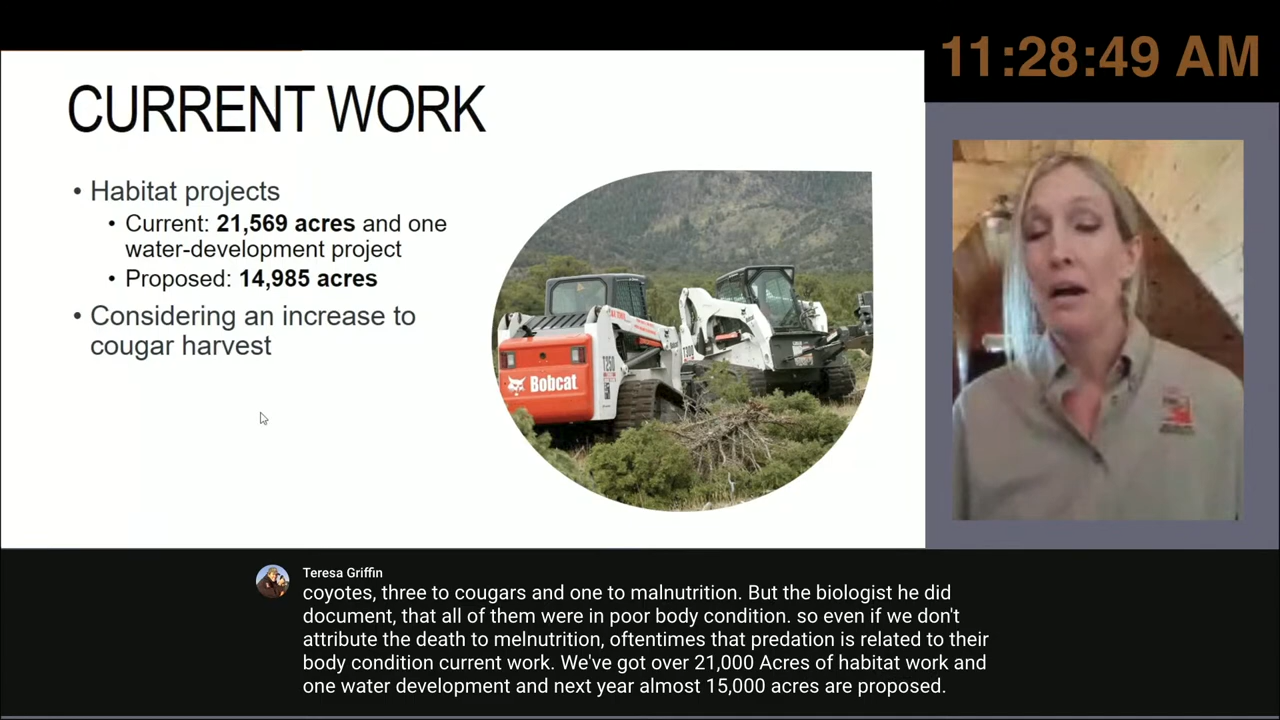 11:28:49 AM
CURRENT WORK
• Habitat projects
• Current: 21,569 acres and one
water-development project
• Proposed: 14,985 acres
• Considering an increase to
cougar harvest
Bobcat
T250
T300
Teresa Griffin
coyotes, three to cougars and one to malnutrition. But the biologist he did
document, that all of them were in poor body condition. so even if we don't
attribute the death to melnutrition, oftentimes that predation is related to their
body condition current work. We've got over 21,000 Acres of habitat work and
one water development and next year almost 15,000 acres are proposed.